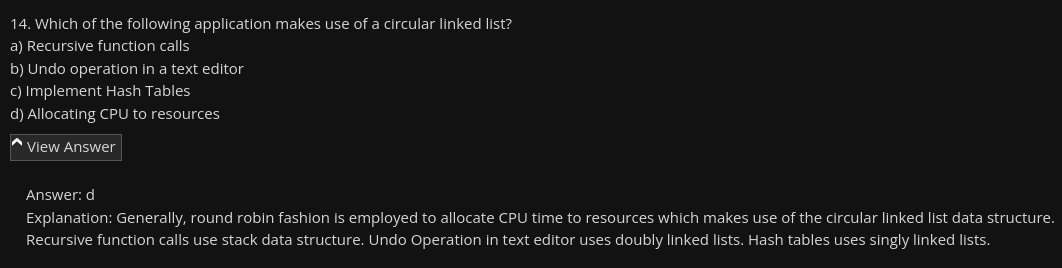 14. Which of the following application makes use of a circular linked list?
a) Recursive function calls
b) Undo operation in a text editor
c) Implement Hash Tables
d) Allocating CPU to resources
View Answer
Answer: d
Explanation: Generally, round robin fashion is employed to allocate CPU time to resources which makes use of the circular linked list data structure.
Recursive function calls use stack data structure. Undo Operation in text editor uses doubly linked lists. Hash tables uses singly linked lists.